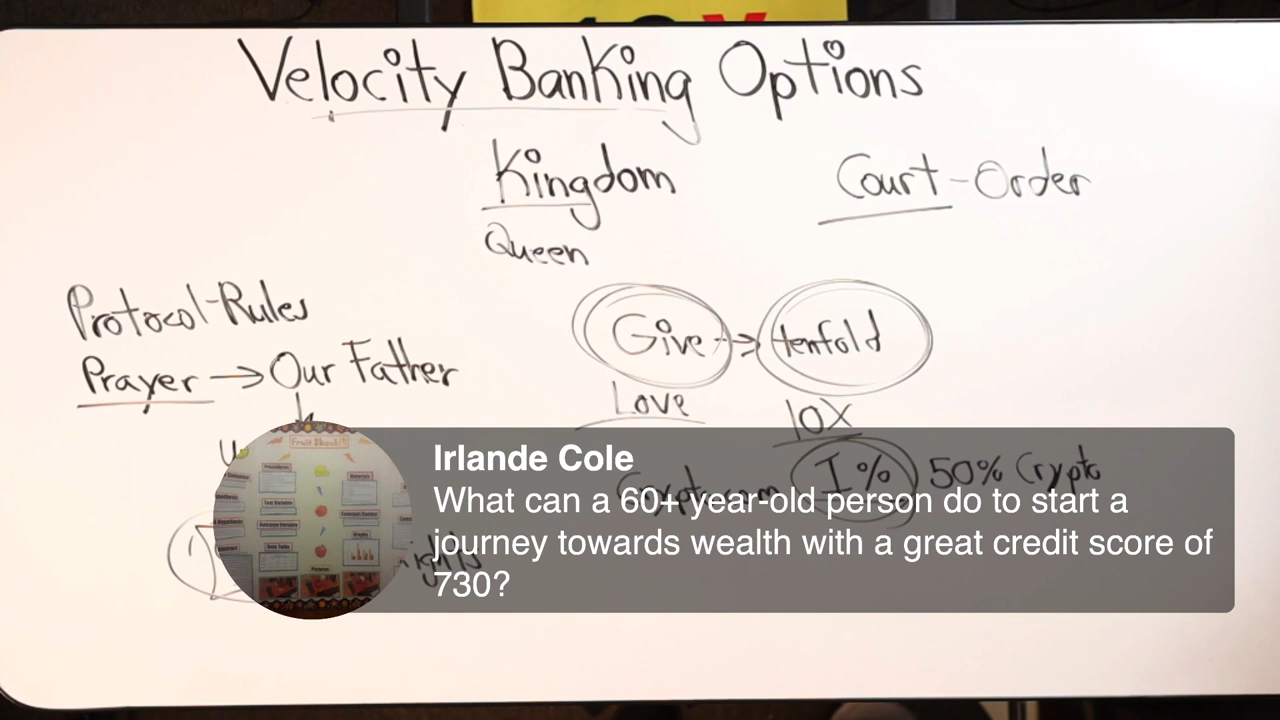 Velocity Banking Options
Kingdom
Court-Order
Queen
Protocol-Rules
Give → tenfold
Prayer → Our Father
Love
10X
1% 50% Crypto
Irlande Cole
What can a 60+ year-old person do to start a
journey towards wealth with a great credit score of
730?
Fruit Shock!!!